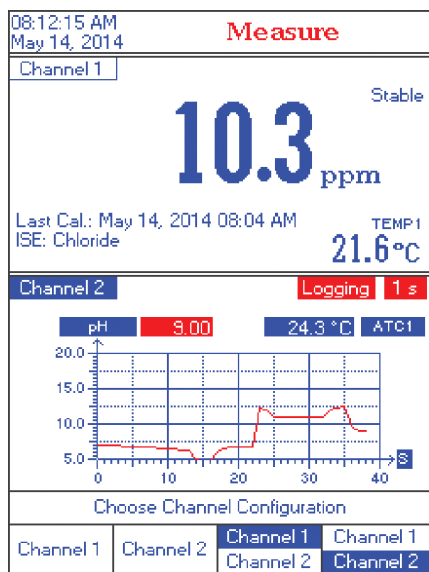 08:12:15 AM
May 14, 2014
Measure
Channel 1
Stable
10.3 ppm
Last Cal.: May 14, 2014 08:04 AM
ISE: Chloride
TEMP1
21.6°C
Channel 2
Logging 1 s
pH 9.00 24.3 °C ATC1
20.0
15.0
10.0
5.0
0 10 20 30 40
S
Choose Channel Configuration
Channel 1
Channel 2
Channel 1
Channel 2
Channel 1
Channel 2